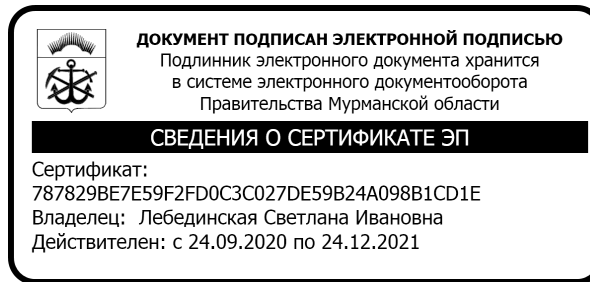 ДОКУМЕНТ ПОДПИСАН ЭЛЕКТРОННОЙ ПОДПИСЬЮ
Подлинник электронного документа хранится
в системе электронного документооборота
Правительства Мурманской области
СВЕДЕНИЯ О СЕРТИФИКАТЕ ЭП
Сертификат:
787829BE7E59F2FD0C3C027DE59B24A098B1CD1E
Владелец: Лебединская Светлана Ивановна
Действителен: с 24.09.2020 по 24.12.2021